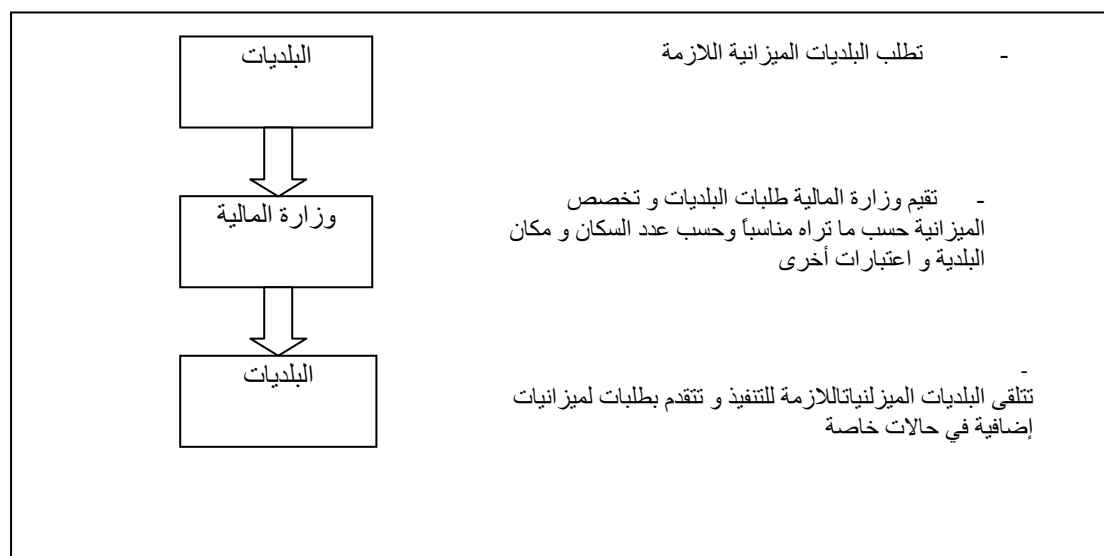 البلديات
- تطلب البلديات الميزانية اللازمة
وزارة المالية
- تقيم وزارة المالية طلبات البلديات و تخصص
الميزانية حسب ما تراه مناسباً وحسب عدد السكان و مكان
البلدية و اعتبارات أخرى
البلديات
-
تتلقى البلديات الميزلنياتاللازمة للتنفيذ و تتقدم بطلبات لميزانيات
إضافية في حالات خاصة